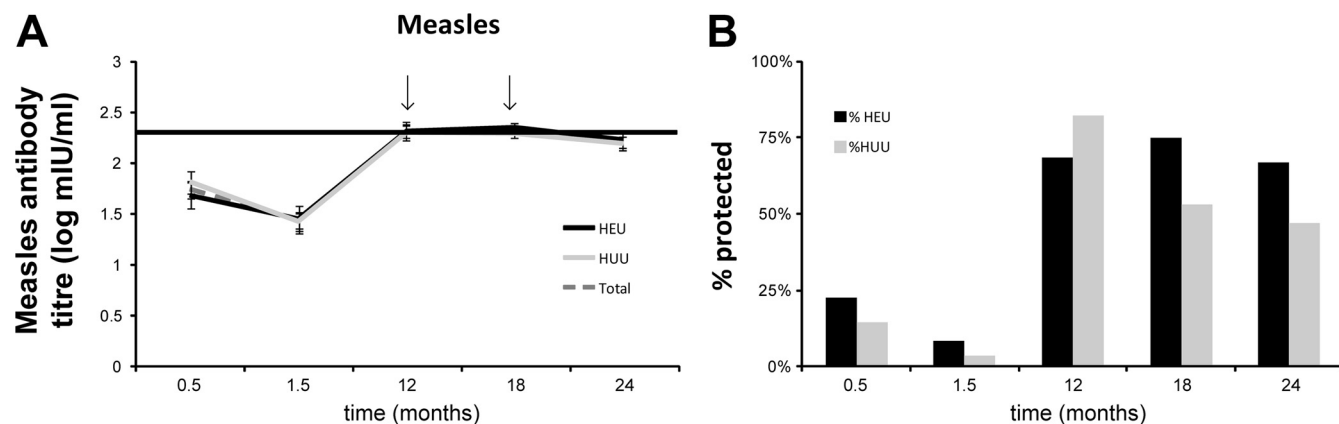 A
Measles
Measles antibody
titre (log mIU/ml)
3
2.5
2
1.5
1
0.5
0
HEU
HUU
Total
0.5 1.5 12 18 24
time (months)
B
% protected
100%
75%
50%
25%
0%
% HEU
%HUU
0.5 1.5 12 18 24
time (months)